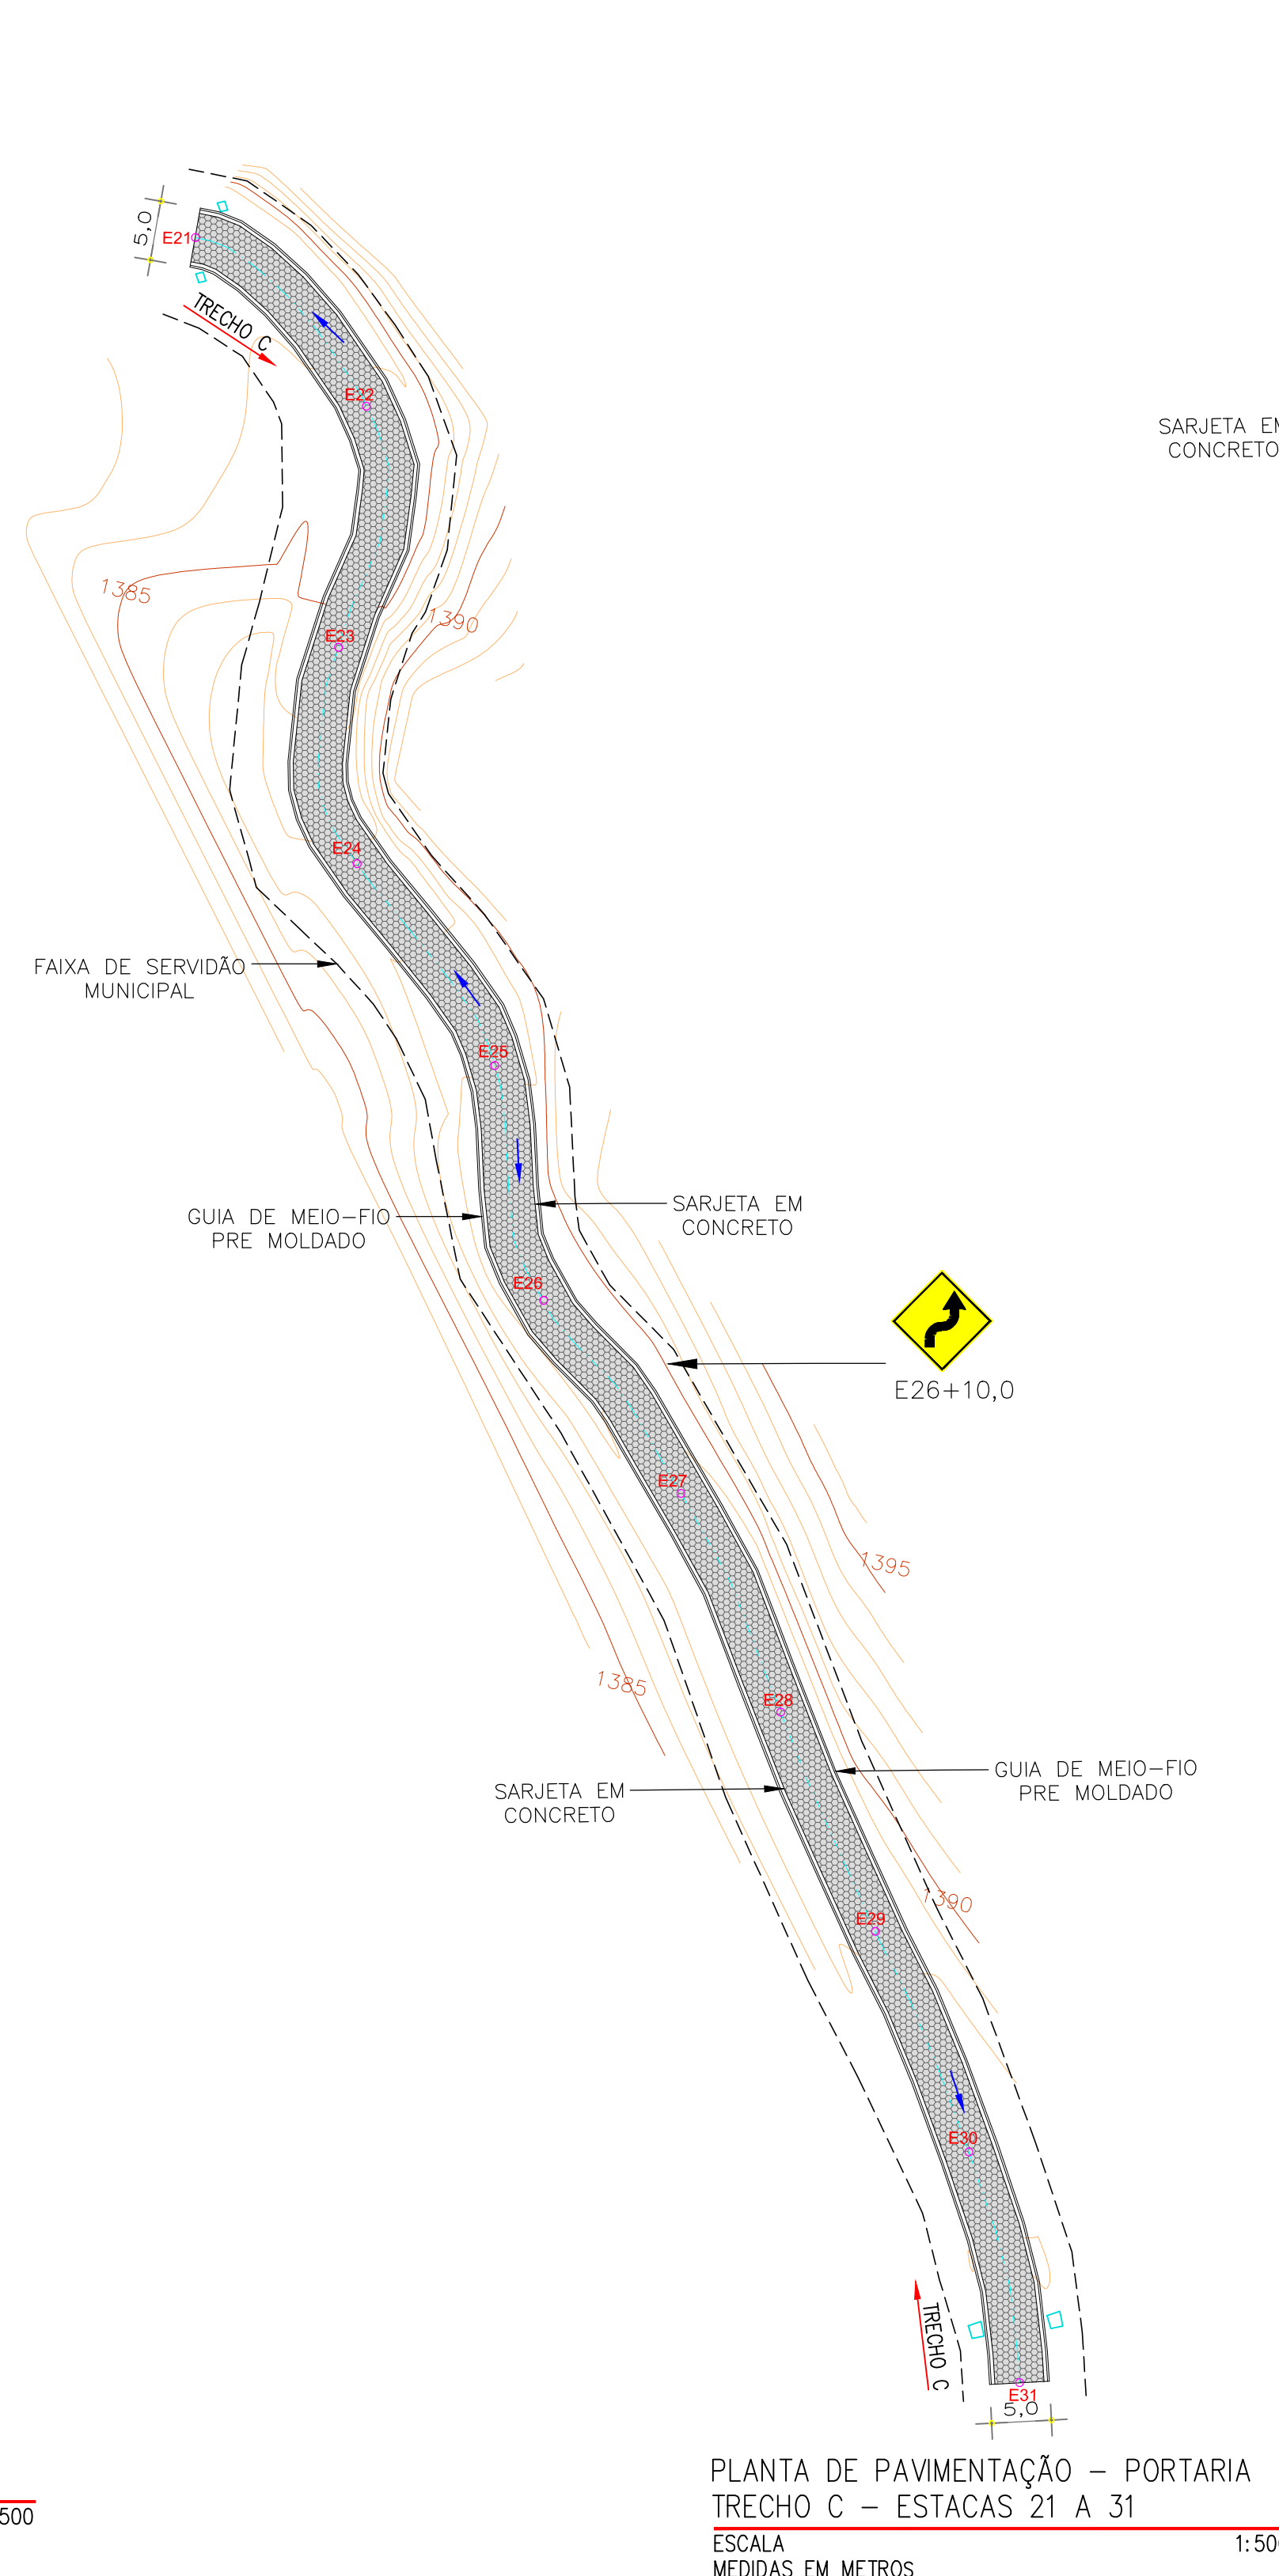 5,0
E21
TRECHO C
E22
SARJETA EM
CONCRETO
1385
1390
E23
E24
FAIXA DE SERVIDÃO
MUNICIPAL
E25
GUIA DE MEIO-FIO
PRE MOLDADO
SARJETA EM
CONCRETO
E26
E26+10,0
E27
1395
1385
E28
SARJETA EM
CONCRETO
GUIA DE MEIO-FIO
PRE MOLDADO
1390
E29
E30
TRECHO C
E31
5,0
PLANTA DE PAVIMENTAÇÃO - PORTARIA
TRECHO C - ESTACAS 21 A 31
500
ESCALA 1:500
MEDIDAS EM METROS